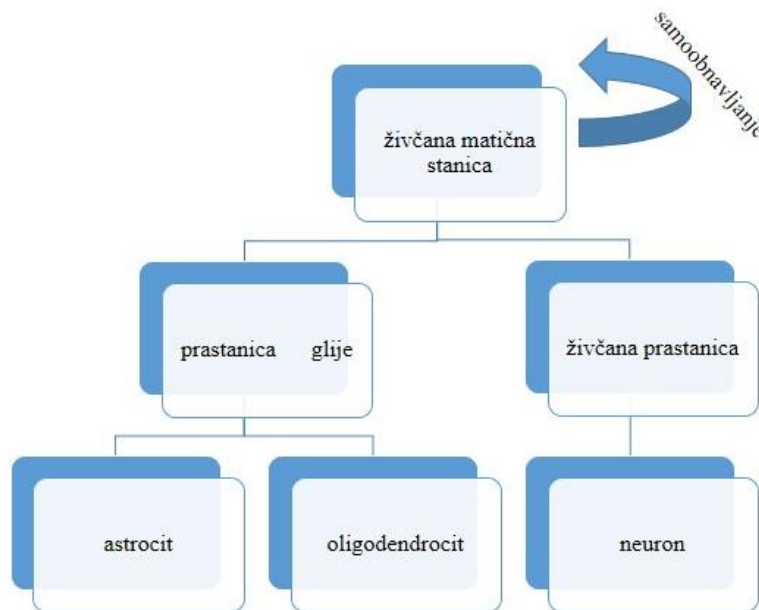 samoobnavljanje
živčana matična
stanica
prastanica glije
živčana prastanica
astrocit
oligodendrocit
neuron